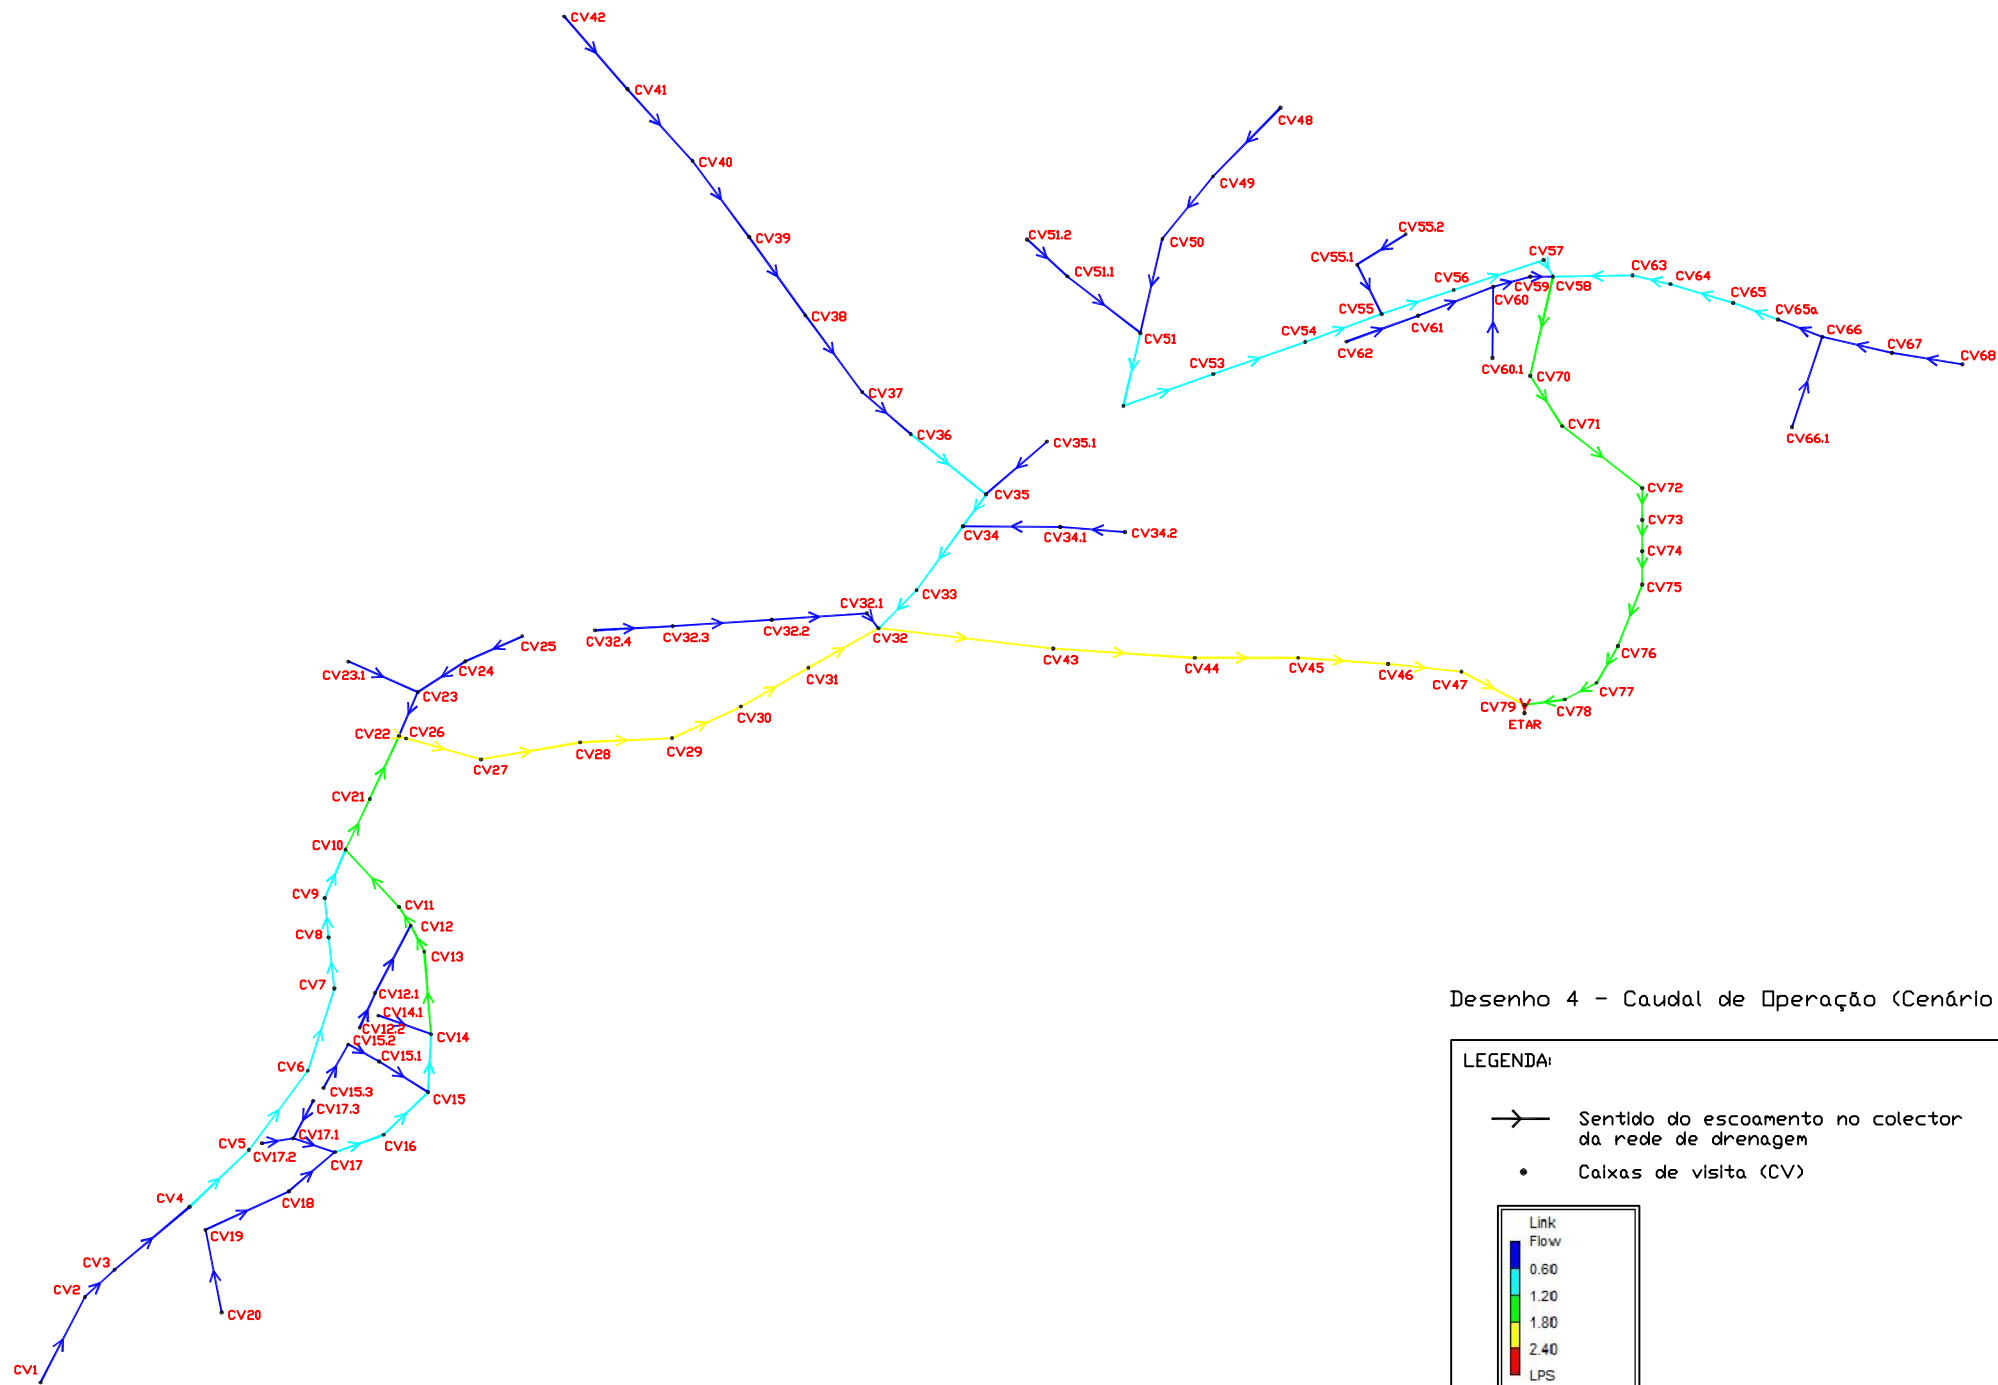 CV42
CV41
CV48
CV40
CV49
CV55.2
CV51.2
CV39
CV50
CV57
CV55.1
CV51.1
CV56
CV63
CV64
CV59
CV58
CV60
CV65
CV55
CV65a
CV38
CV61
CV54
CV66
CV51
CV67
CV62
CV68
CV53
CV60.1
CV70
CV37
CV71
CV36
CV66.1
CV35.1
CV72
CV35
CV73
CV34
CV34.1
CV34.2
CV74
CV75
CV33
CV32.1
CV32.2
CV32.3
CV32.4
CV32
CV25
CV24
CV23.1
CV23
CV43
CV44
CV45
CV46
CV47
CV76
CV31
CV77
CV79
CV78
ETAR
CV30
CV22
CV26
CV29
CV28
CV27
CV21
CV10
CV9
CV11
CV12
CV8
CV13
CV7
CV12.1
CV14.1
CV12.2
CV14
CV15.2
CV15.1
CV6
CV15.3
CV15
CV17.3
CV17.1
CV5
CV16
CV17.2
CV17
CV4
CV18
CV19
CV3
CV2
CV20
CV1
Desenho 4 - Caudal de Operação (Cenário
LEGENDA:
Sentido do escoamento no colector
da rede de drenagem
Caixas de visita (CV)
Link
Flow
0.60
1.20
1.80
2.40
LPS